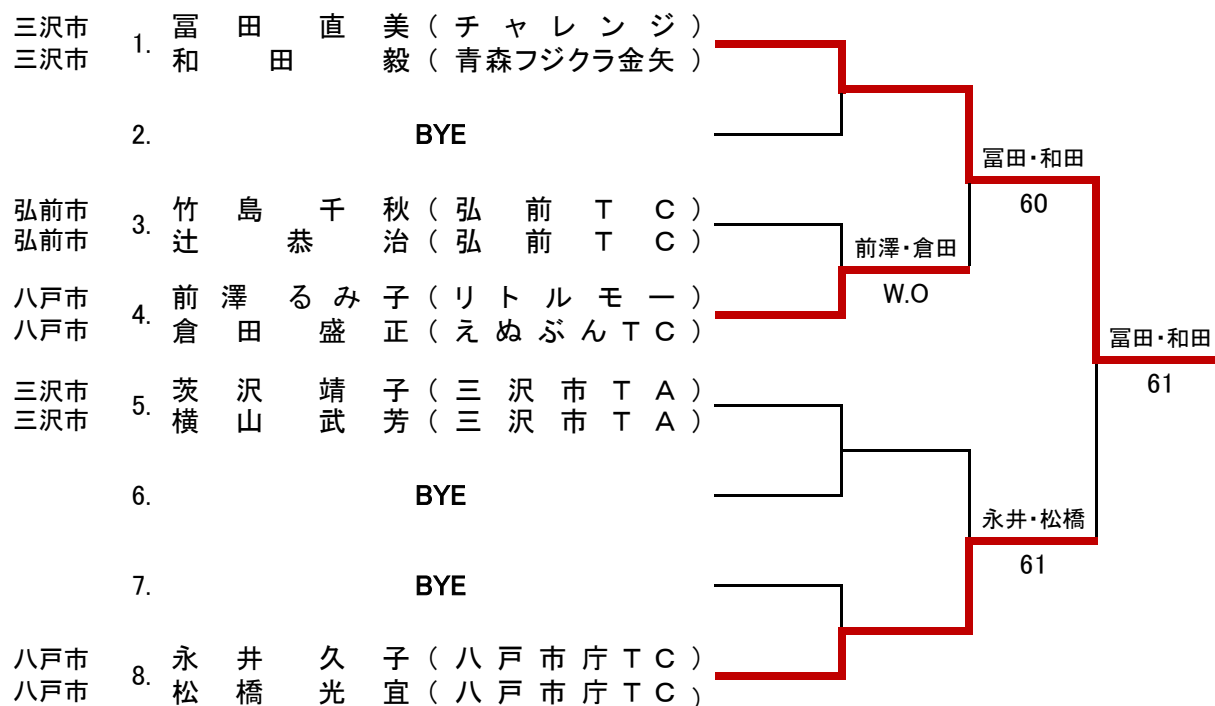 三沢市 1. 冨田直美(チャレンジ)
三沢市 和田毅(青森フジクラ金矢)
2. BYE
冨田・和田
60
弘前市 3. 竹島千秋(弘前TC)
弘前市 辻恭治(弘前TC)
前澤・倉田
W.O
八戸市 4. 前澤るみ子(リトルモー)
八戸市 倉田盛正(えぬぶんTC)
冨田・和田
61
三沢市 5. 茨沢靖子(三沢市TA)
三沢市 横山武芳(三沢市TA)
6. BYE
永井・松橋
61
7. BYE
八戸市 8. 永井久子(八戸市庁TC)
八戸市 松橋光宜(八戸市庁TC)